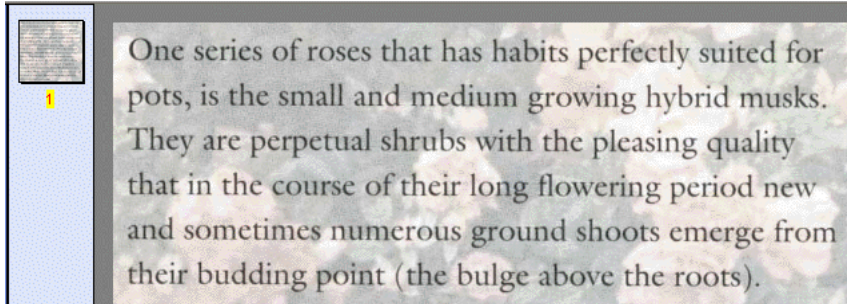 One series of roses that has habits perfectly suited for
pots, is the small and medium growing hybrid musks.
They are perpetual shrubs with the pleasing quality
that in the course of their long flowering period new
and sometimes numerous ground shoots emerge from
their budding point (the bulge above the roots).
1